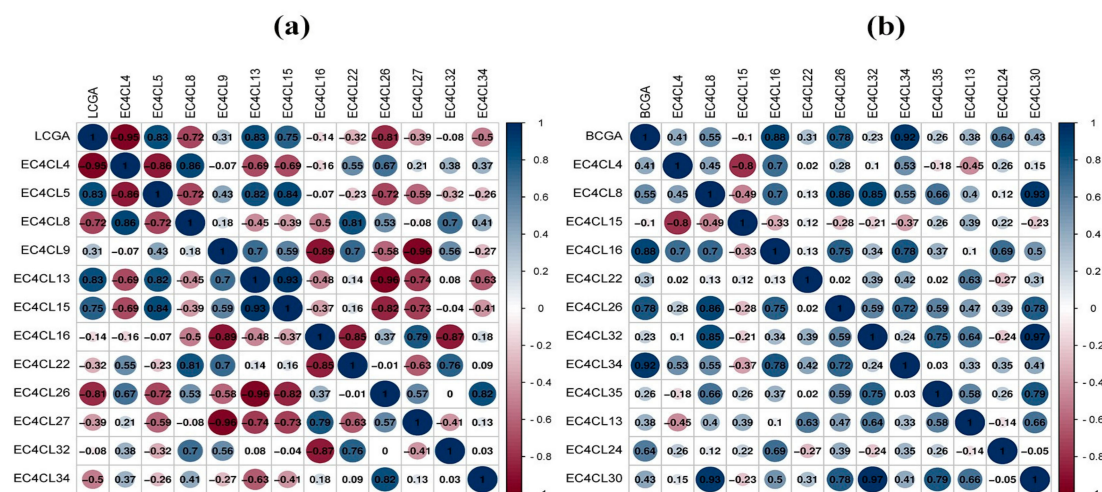 (a)
(b)
LCGA EC4CL4 EC4CL5 EC4CL8 EC4CL9 EC4CL13 EC4CL15 EC4CL16 EC4CL22 EC4CL26 EC4CL27 EC4CL32 EC4CL34
LCGA 1 −0.95 0.83 −0.72 0.31 0.83 0.75 −0.14 −0.32 −0.81 −0.39 −0.08 −0.5
EC4CL4 −0.95 1 −0.86 0.86 −0.07 −0.69 −0.69 −0.16 0.55 0.67 0.21 0.38 0.37
EC4CL5 0.83 −0.86 1 −0.72 0.43 0.82 0.84 −0.07 −0.23 −0.72 −0.59 −0.32 −0.26
EC4CL8 −0.72 0.86 −0.72 1 0.18 −0.45 −0.39 −0.5 0.81 0.53 −0.08 0.7 0.41
EC4CL9 0.31 −0.07 0.43 0.18 1 0.7 0.59 −0.89 0.7 −0.58 −0.96 0.56 −0.27
EC4CL13 0.83 −0.69 0.82 −0.45 0.7 1 0.93 −0.48 0.14 −0.96 −0.74 0.08 −0.63
EC4CL15 0.75 −0.69 0.84 −0.39 0.59 0.93 1 −0.37 0.16 −0.82 −0.73 −0.04 −0.41
EC4CL16 −0.14 −0.16 −0.07 −0.5 −0.89 −0.48 −0.37 1 −0.85 0.37 0.79 −0.87 0.18
EC4CL22 −0.32 0.55 −0.23 0.81 0.7 0.14 0.16 −0.85 1 −0.01 −0.63 0.76 0.09
EC4CL26 −0.81 0.67 −0.72 0.53 −0.58 −0.96 −0.82 0.37 −0.01 1 0.57 0 0.82
EC4CL27 −0.39 0.21 −0.59 −0.08 −0.96 −0.74 −0.73 0.79 −0.63 0.57 1 −0.41 0.13
EC4CL32 −0.08 0.38 −0.32 0.7 0.56 0.08 −0.04 −0.87 0.76 0 −0.41 1 0.03
EC4CL34 −0.5 0.37 −0.26 0.41 −0.27 −0.63 −0.41 0.18 0.09 0.82 0.13 0.03 1
1
0.8
0.6
0.4
0.2
0
−0.2
−0.4
−0.6
−0.8
BCGA EC4CL4 EC4CL8 EC4CL15 EC4CL16 EC4CL22 EC4CL26 EC4CL32 EC4CL34 EC4CL35 EC4CL13 EC4CL24 EC4CL30
BCGA 1 0.41 0.55 −0.1 0.88 0.31 0.78 0.23 0.92 0.26 0.38 0.64 0.43
EC4CL4 0.41 1 0.45 −0.8 0.7 0.02 0.28 0.1 0.53 −0.18 −0.45 0.26 0.15
EC4CL8 0.55 0.45 1 −0.49 0.7 0.13 0.86 0.85 0.55 0.66 0.4 0.12 0.93
EC4CL15 −0.1 −0.8 −0.49 1 −0.33 0.12 −0.28 −0.21 −0.37 0.26 0.39 0.22 −0.23
EC4CL16 0.88 0.7 0.7 −0.33 1 0.13 0.75 0.34 0.78 0.37 0.1 0.69 0.5
EC4CL22 0.31 0.02 0.13 0.12 0.13 1 0.02 0.39 0.42 0.02 0.63 −0.27 0.31
EC4CL26 0.78 0.28 0.86 −0.28 0.75 0.02 1 0.59 0.72 0.59 0.47 0.39 0.78
EC4CL32 0.23 0.1 0.85 −0.21 0.34 0.39 0.59 1 0.24 0.75 0.64 −0.24 0.97
EC4CL34 0.92 0.53 0.55 −0.37 0.78 0.42 0.72 0.24 1 0.03 0.33 0.35 0.41
EC4CL35 0.26 −0.18 0.66 0.26 0.37 0.02 0.59 0.75 0.03 1 0.58 0.26 0.79
EC4CL13 0.38 −0.45 0.4 0.39 0.1 0.63 0.47 0.64 0.33 0.58 1 −0.14 0.66
EC4CL24 0.64 0.26 0.12 0.22 0.69 −0.27 0.39 −0.24 0.35 0.26 −0.14 1 −0.05
EC4CL30 0.43 0.15 0.93 −0.23 0.5 0.31 0.78 0.97 0.41 0.79 0.66 −0.05 1
1
0.8
0.6
0.4
0.2
0
−0.2
−0.4
−0.6
−0.8